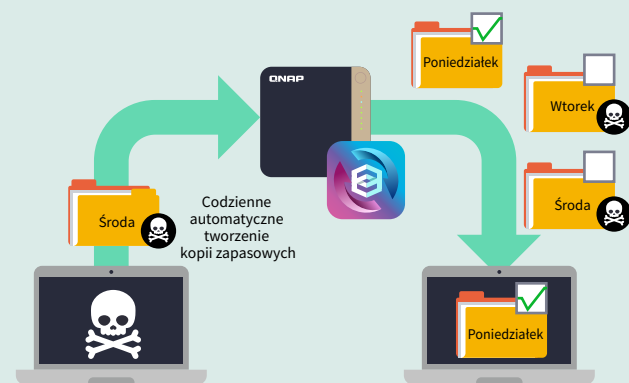 QNAP
Poniedziałek
Wtorek
Środa
Środa
Codzienne
automatyczne
tworzenie
kopii zapasowych
Poniedziałek